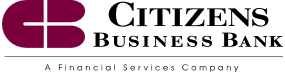 CITIZENS
BUSINESS BANK
A Financial Services Company